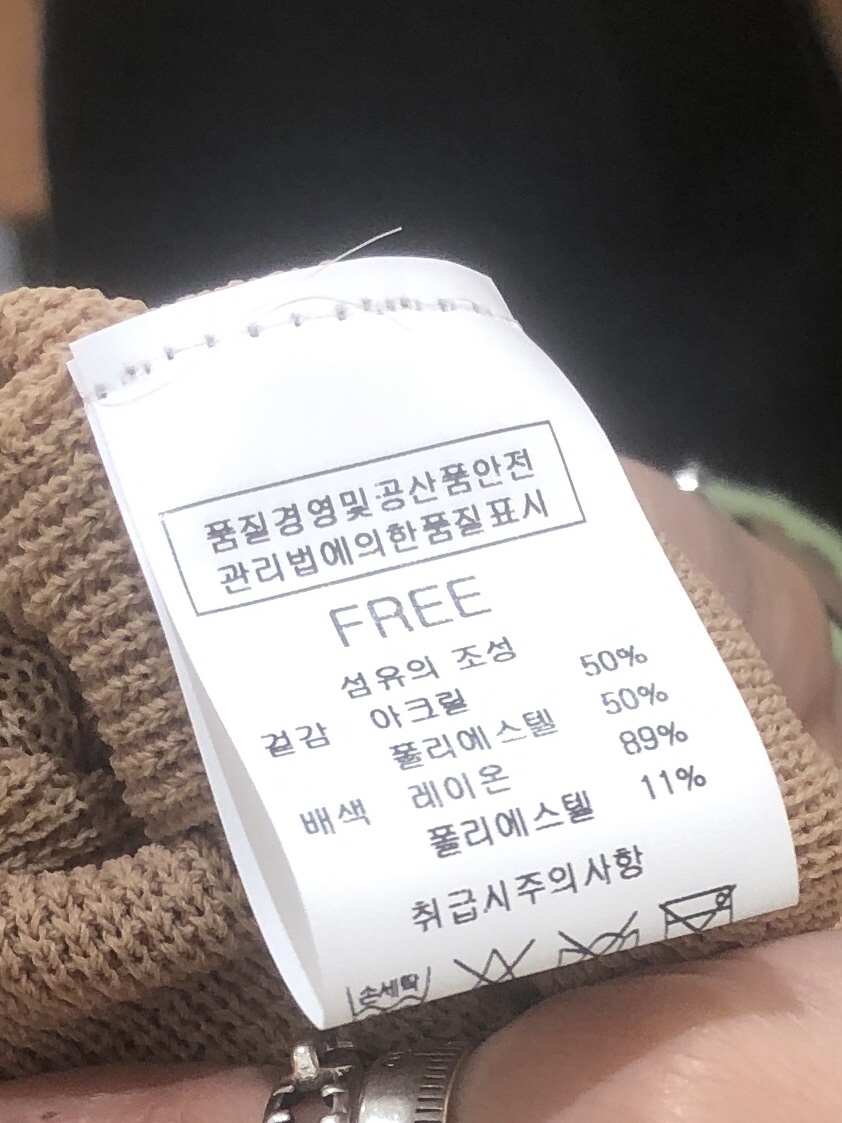 품질경영및공산품안전
관리법에의한품질표시
FREE
섬유의 조성
겉감 아크릴 50%
폴리에스텔 50%
배색 레이온 89%
폴리에스텔 11%
취급시주의사항
손세탁